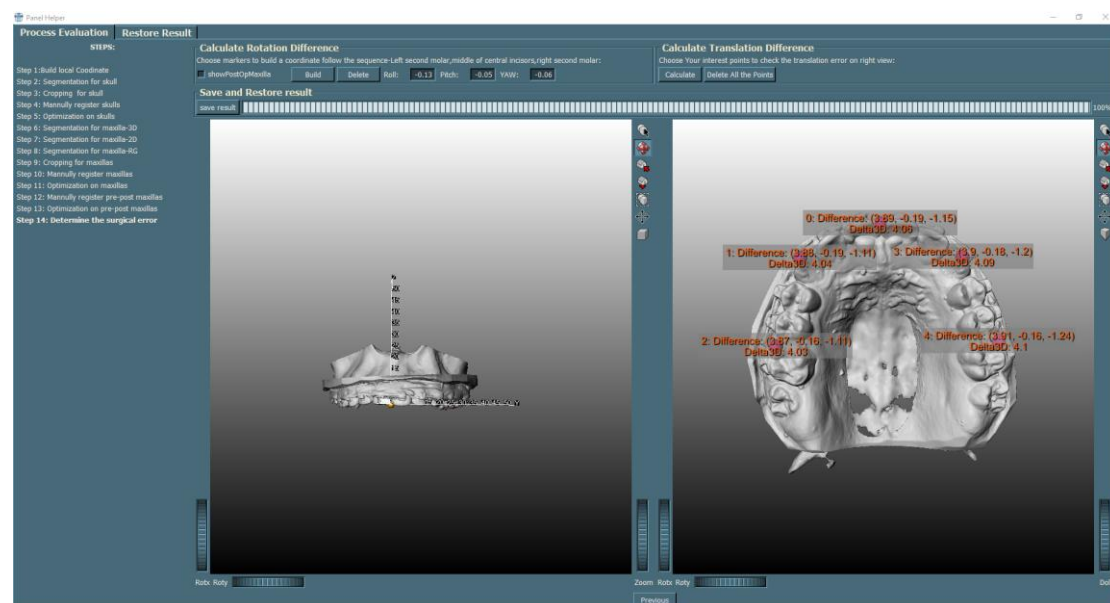 Panel Helper
Process Evaluation Restore Result
STEPS:
Step 1:Build local Coodinate
Step 2: Segmentation for skull
Step 3: Cropping for skull
Step 4: Mannully register skulls
Step 5: Optimization on skulls
Step 6: Segmentation for maxilla-3D
Step 7: Segmentation for maxilla-2D
Step 8: Segmentation for maxilla-RG
Step 9: Cropping for maxillas
Step 10: Mannully register maxillas
Step 11: Optimization on maxillas
Step 12: Mannully register pre-post maxillas
Step 13: Optimization on pre-post maxillas
Step 14: Determine the surgical error
Calculate Rotation Difference
Choose markers to build a coordinate follow the sequence-Left second molar,middle of central incisors,right second molar:
showPostOpMaxilla Build Delete Roll: -0.13 Pitch: -0.05 YAW: -0.06
Calculate Translation Difference
Choose Your interest points to check the translation error on right view:
Calculate Delete All the Points
Save and Restore result
save result 100%
0: Difference: (3.89, -0.19, -1.15)
Delta3D: 4.06
1: Difference: (3.88, -0.19, -1.11)
Delta3D: 4.04
3: Difference: (3.9, -0.18, -1.2)
Delta3D: 4.09
2: Difference: (3.87, -0.16, -1.11)
Delta3D: 4.03
4: Difference: (3.91, -0.16, -1.24)
Delta3D: 4.1
Rotx Roty Zoom Rotx Roty
Previous